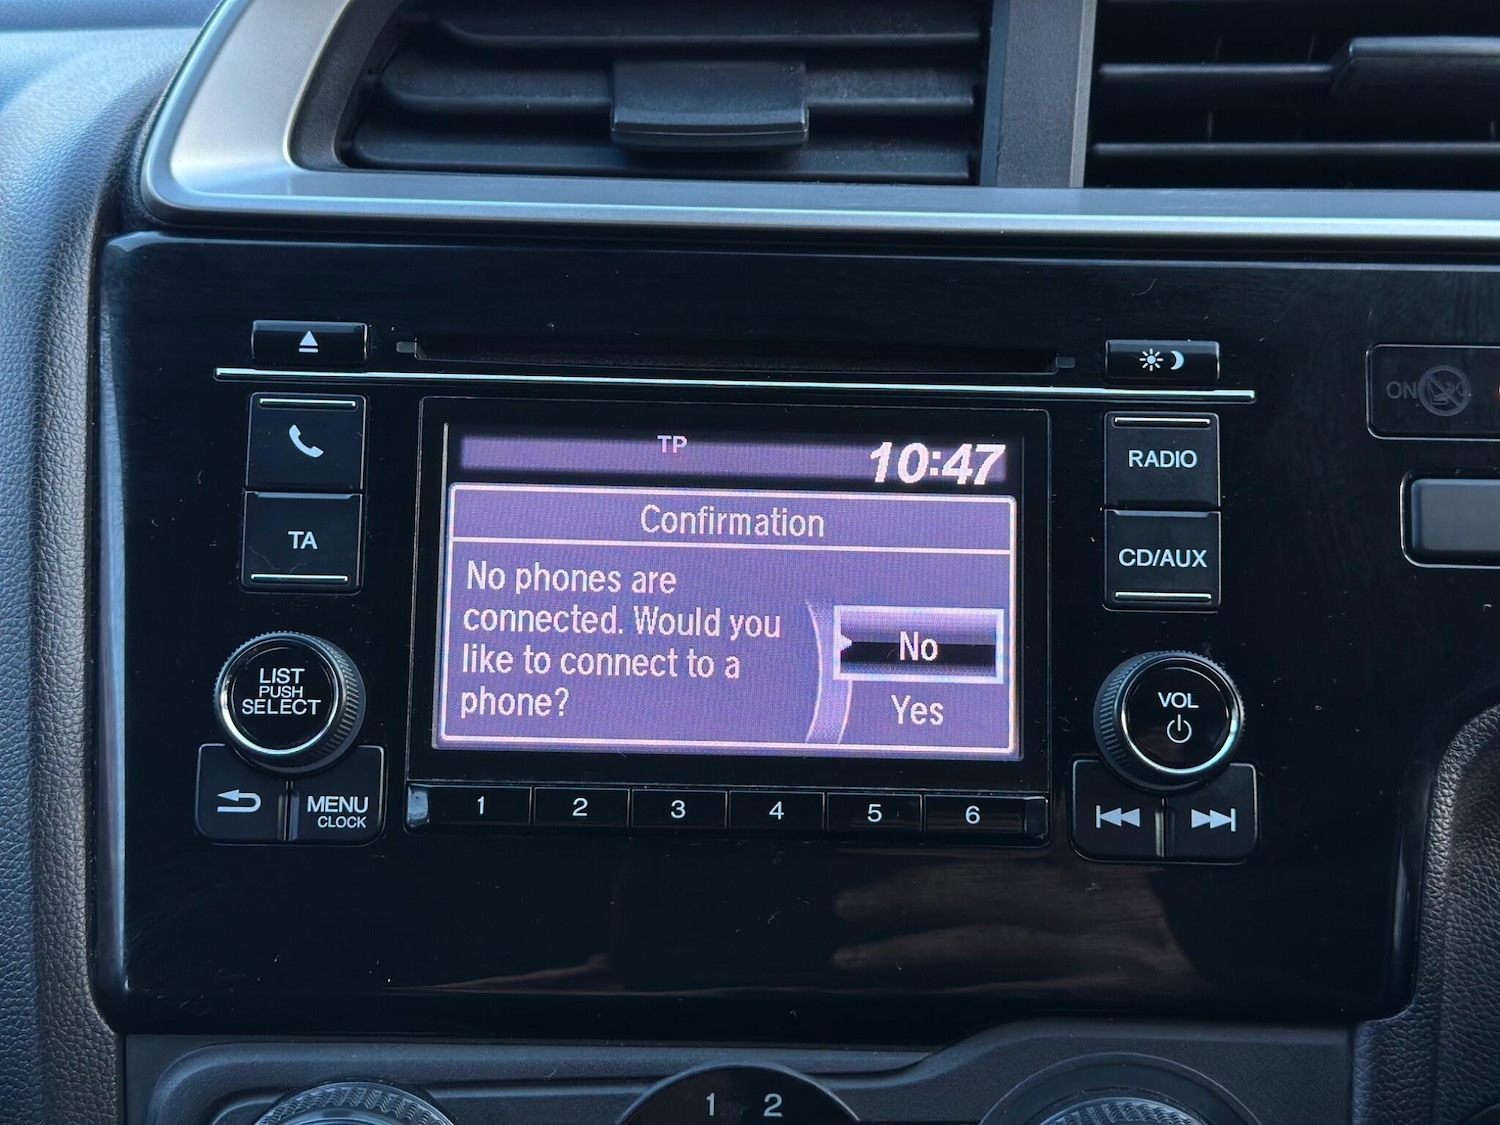 TP 10:47
Confirmation
No phones are
connected. Would you
like to connect to a
phone?
No
Yes
TA
LIST
PUSH
SELECT
MENU
CLOCK
1 2 3 4 5 6
RADIO
CD/AUX
VOL
ON
1 2